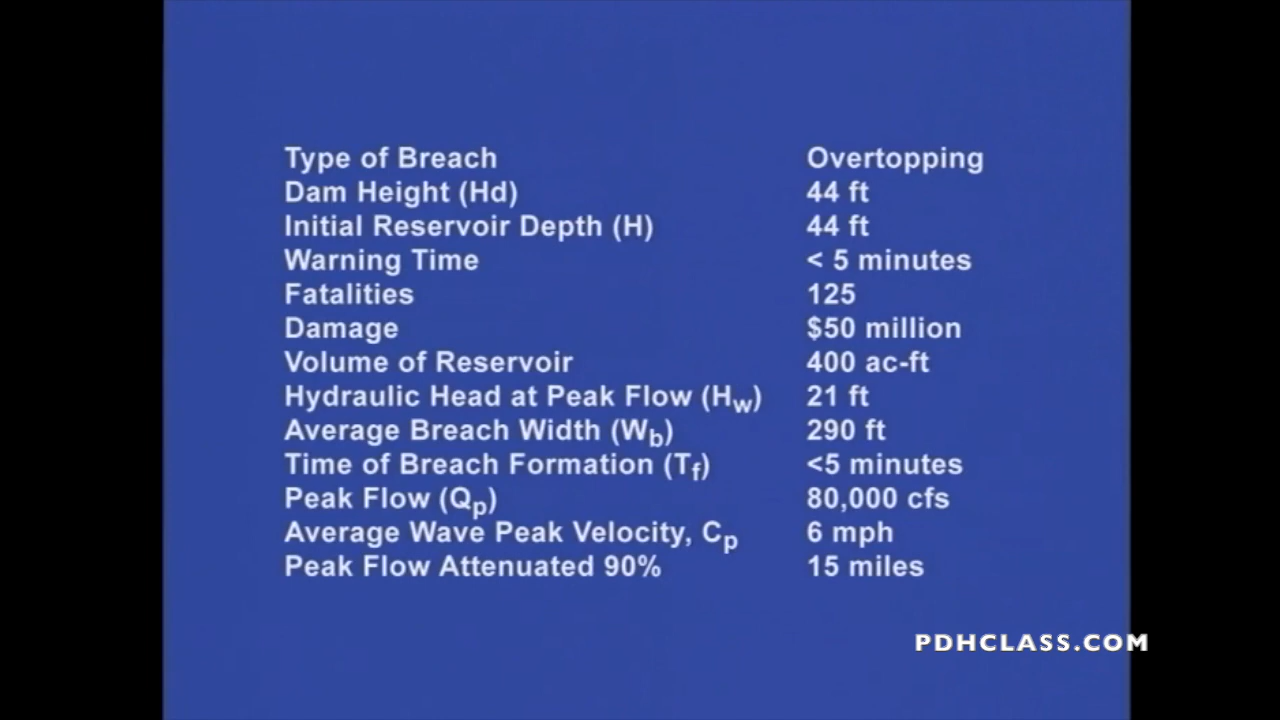 Type of Breach Overtopping
Dam Height (Hd) 44 ft
Initial Reservoir Depth (H) 44 ft
Warning Time < 5 minutes
Fatalities 125
Damage $50 million
Volume of Reservoir 400 ac-ft
Hydraulic Head at Peak Flow (Hw) 21 ft
Average Breach Width (Wb) 290 ft
Time of Breach Formation (Tf) <5 minutes
Peak Flow (Qp) 80,000 cfs
Average Wave Peak Velocity, Cp 6 mph
Peak Flow Attenuated 90% 15 miles
PDHCLASS.COM